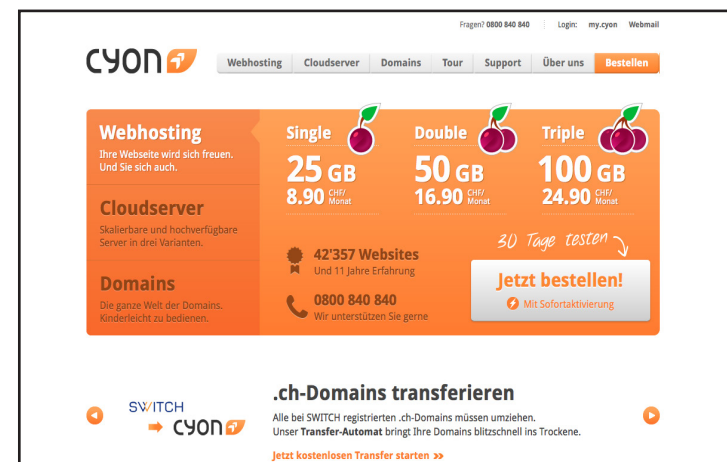 Fragen? 0800 840 840 Login: my.cyon Webmail
cyon
Webhosting Cloudserver Domains Tour Support Über uns Bestellen
Webhosting
Ihre Webseite wird sich freuen.
Und Sie sich auch.
Cloudserver
Skalierbare und hochverfügbare
Server in drei Varianten.
Domains
Die ganze Welt der Domains.
Kinderleicht zu bedienen.
Single
25 GB
8.90 CHF/
Monat
Double
50 GB
16.90 CHF/
Monat
Triple
100 GB
24.90 CHF/
Monat
42'357 Websites
Und 11 Jahre Erfahrung
0800 840 840
Wir unterstützen Sie gerne
30 Tage testen
Jetzt bestellen!
Mit Sofortaktivierung
SWITCH
cyon
.ch-Domains transferieren
Alle bei SWITCH registrierten .ch-Domains müssen umziehen.
Unser Transfer-Automat bringt Ihre Domains blitzschnell ins Trockene.
Jetzt kostenlosen Transfer starten »